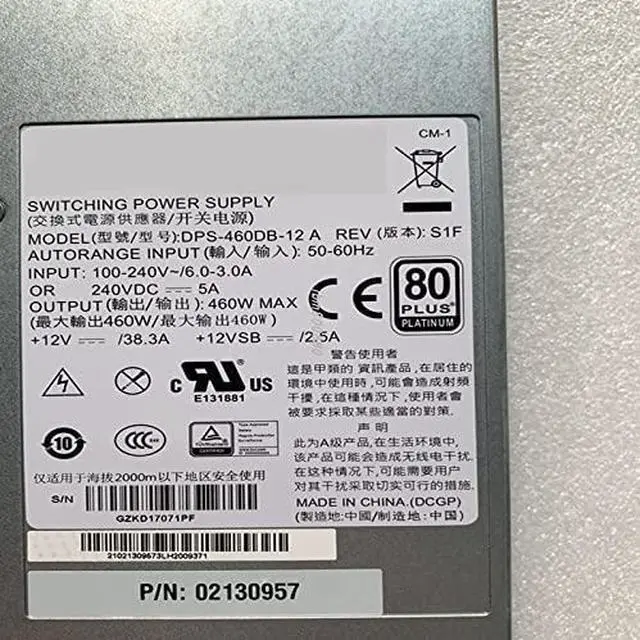 CM-1
SWITCHING POWER SUPPLY
(交換式電源供應器/开关电源)
MODEL(型號/型号):DPS-460DB-12 A REV (版本): S1F
AUTORANGE INPUT (輸入/输入): 50-60Hz
INPUT: 100-240V~/6.0-3.0A
OR 240VDC ⎓ 5A
OUTPUT (輸出/输出): 460W MAX
(最大輸出460W/最大输出460W)
+12V ⎓ /38.3A +12VSB ⎓ /2.5A
CE
80
PLUS
PLATINUM
c RU US
E131881
警告使用者
這是甲類的 資訊產品, 在居住的
環境中使用時, 可能會造成射頻
干擾, 在這種情況下, 使用者會
被要求採取某些適當的對策.
声 明
此为A级产品, 在生活环境中,
该产品可能会造成无线电干扰.
在这种情况下, 可能需要用户
对其干扰采取切实可行的措施.
10
CCC
TÜVRheinland
CERTIFIED
仅适用于海拔2000m以下地区安全使用
S/N
GZKD17071PF
MADE IN CHINA.(DCGP)
(製造地:中國/制造地: 中国)
21021309573LH2009371
P/N: 02130957